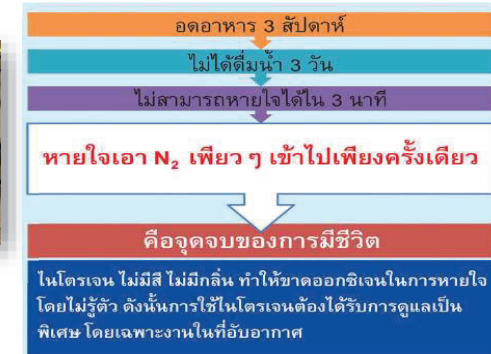 อดอาหาร 3 สัปดาห์
ไม่ได้ดื่มน้ำ 3 วัน
ไม่สามารถหายใจได้ใน 3 นาที
หายใจเอา N₂ เพียว ๆ เข้าไปเพียงครั้งเดียว
คือจุดจบของการมีชีวิต
ไนโตรเจน ไม่มีสี ไม่มีกลิ่น ทำให้ขาดออกซิเจนในการหายใจ
โดยไม่รู้ตัว ดังนั้นการใช้ไนโตรเจนต้องได้รับการดูแลเป็น
พิเศษ โดยเฉพาะงานในที่อับอากาศ